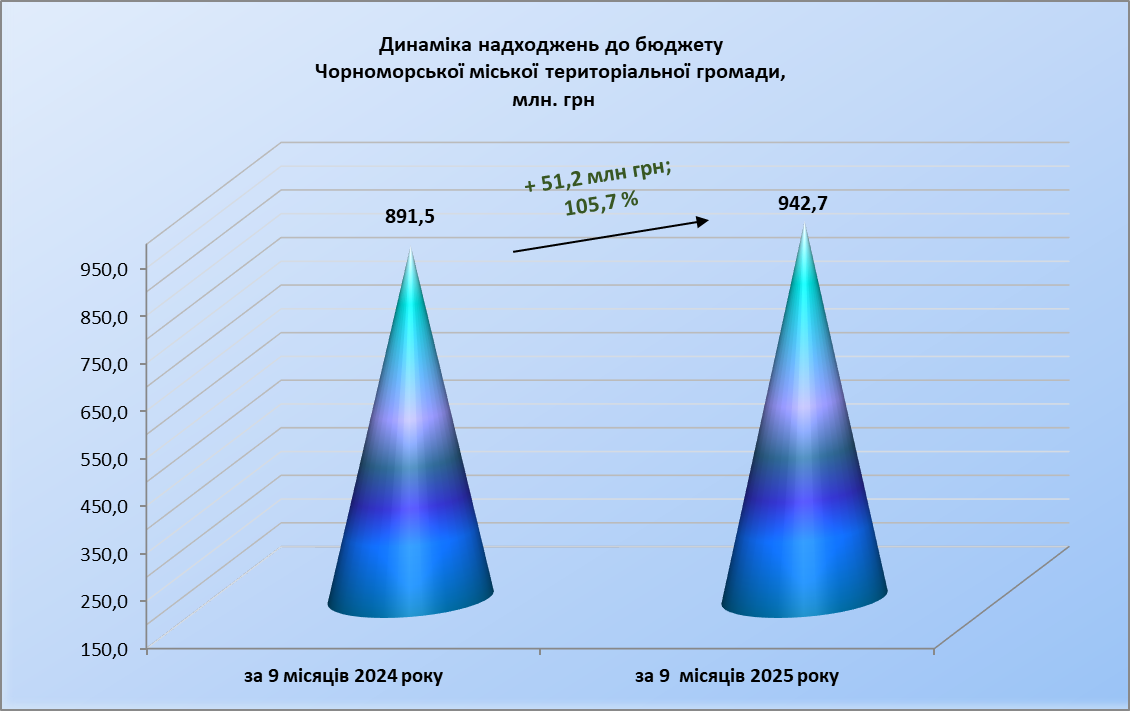 Динаміка надходжень до бюджету
Чорноморської міської територіальної громади,
млн. грн
+ 51,2 млн грн;
105,7 %
891,5
942,7
950,0
850,0
750,0
650,0
550,0
450,0
350,0
250,0
150,0
за 9 місяців 2024 року
за 9 місяців 2025 року